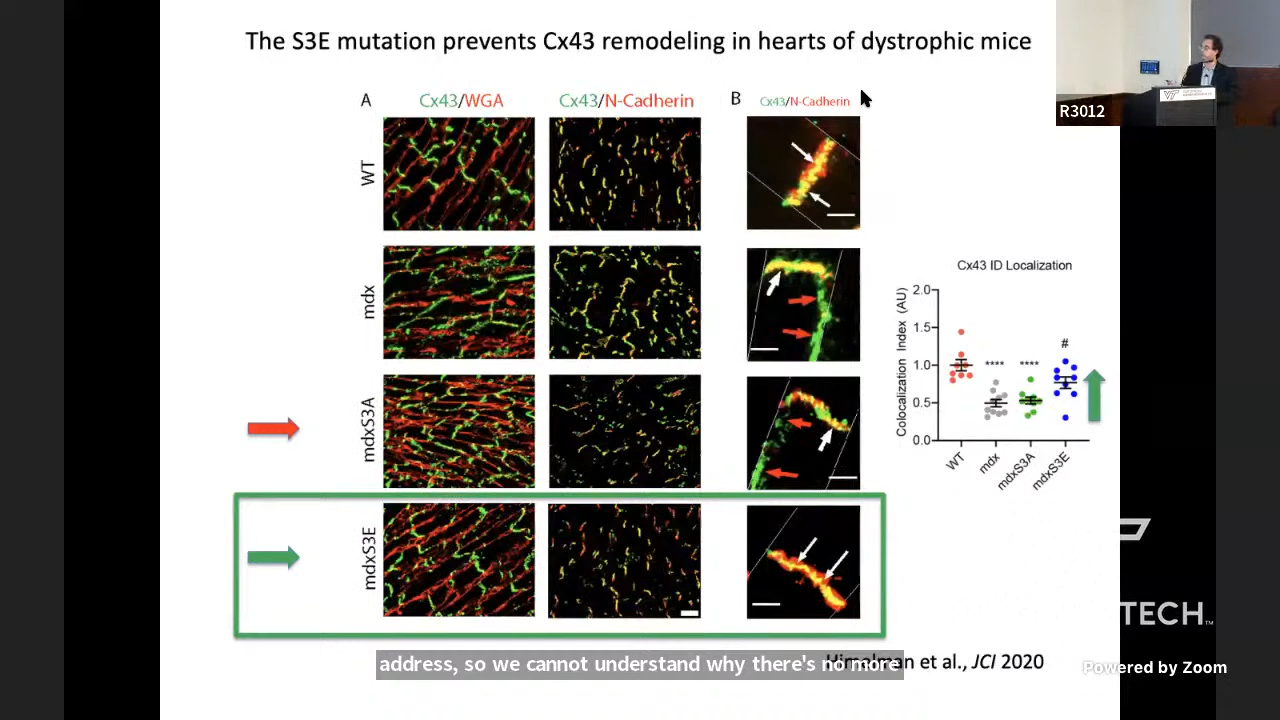 The S3E mutation prevents Cx43 remodeling in hearts of dystrophic mice
R3012
A
Cx43/WGA
Cx43/N-Cadherin
B
Cx43/N-Cadherin
WT
mdx
mdxS3A
mdxS3E
Cx43 ID Localization
Colocalization Index (AU)
2.0
1.5
1.0
0.5
0.0
****
****
#
WT
mdx
mdxS3A
mdxS3E
TECH
TM
address, so we cannot understand why there's no more
et al., JCI 2020
Powered by Zoom